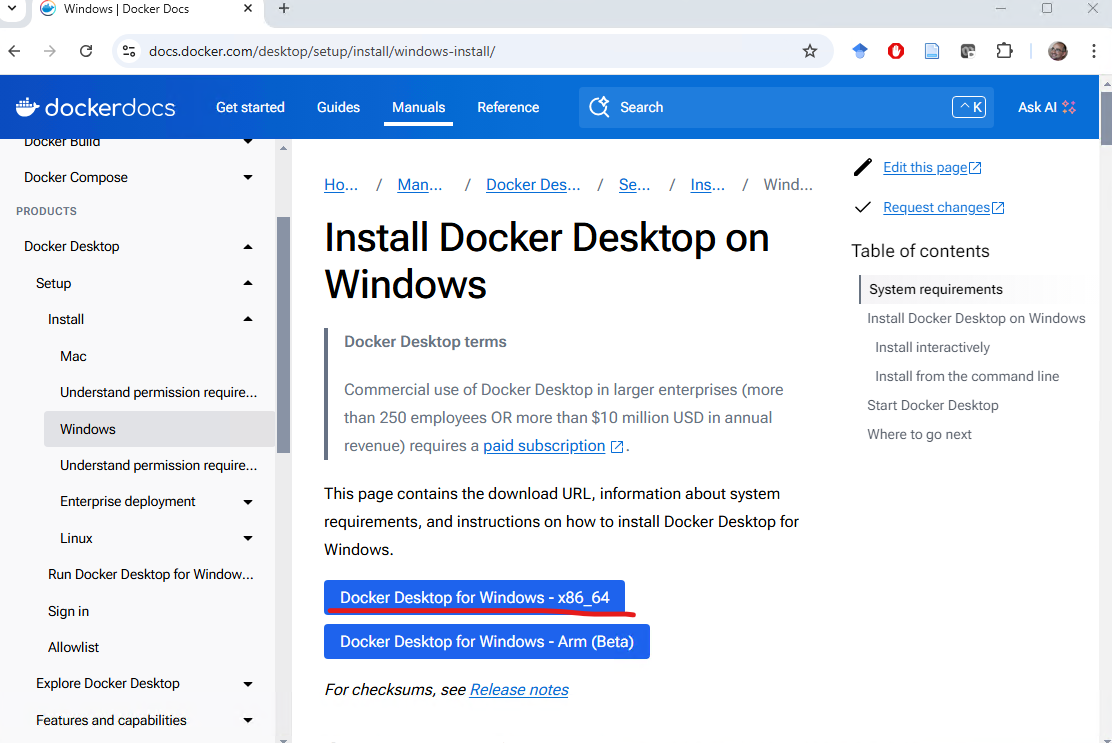 Windows | Docker Docs
docs.docker.com/desktop/setup/install/windows-install/
dockerdocs
Get started
Guides
Manuals
Reference
Search
^ K
Ask AI
Docker Build
Docker Compose
PRODUCTS
Docker Desktop
Setup
Install
Mac
Understand permission require...
Windows
Understand permission require...
Enterprise deployment
Linux
Run Docker Desktop for Window...
Sign in
Allowlist
Explore Docker Desktop
Features and capabilities
Ho... / Man... / Docker Des... / Se... / Ins... / Wind...
Install Docker Desktop on
Windows
Docker Desktop terms
Commercial use of Docker Desktop in larger enterprises (more
than 250 employees OR more than $10 million USD in annual
revenue) requires a paid subscription .
This page contains the download URL, information about system
requirements, and instructions on how to install Docker Desktop for
Windows.
Docker Desktop for Windows - x86_64
Docker Desktop for Windows - Arm (Beta)
For checksums, see Release notes
Edit this page
Request changes
Table of contents
System requirements
Install Docker Desktop on Windows
Install interactively
Install from the command line
Start Docker Desktop
Where to go next